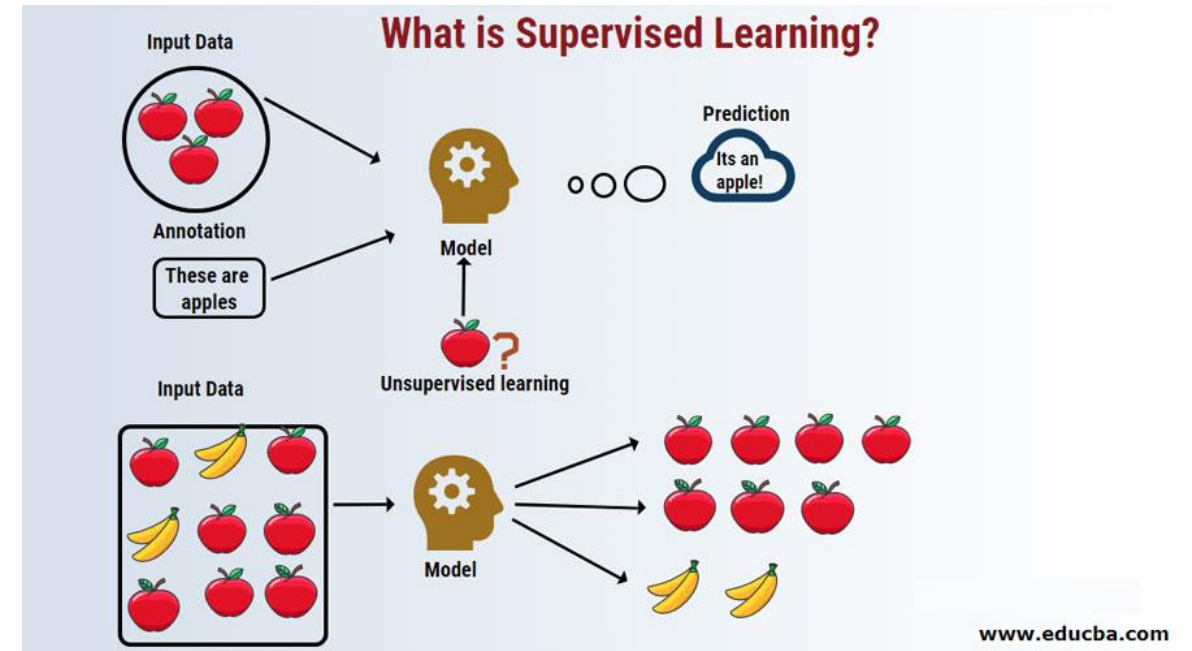 What is Supervised Learning?
Input Data
Annotation
These are
apples
Model
Prediction
Its an
apple!
?
Unsupervised learning
Input Data
Model
www.educba.com